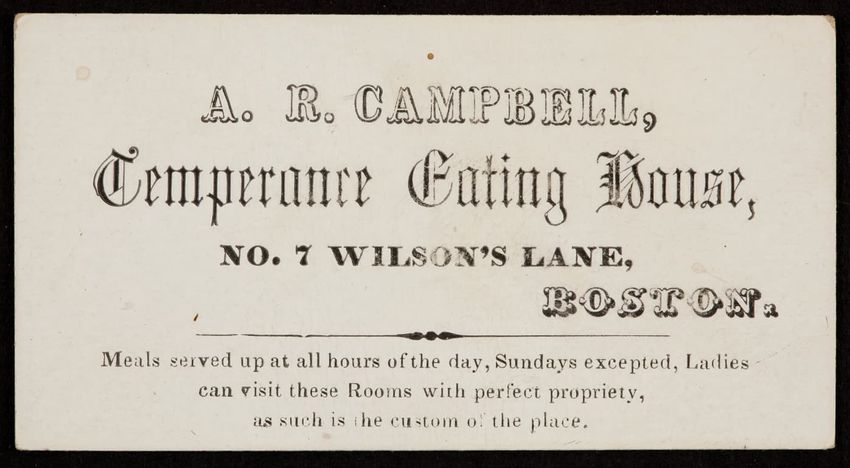 A. R. CAMPBELL,
Temperance Eating House,
NO. 7 WILSON'S LANE,
BOSTON.
Meals served up at all hours of the day, Sundays excepted, Ladies
can visit these Rooms with perfect propriety,
as such is the custom of the place.